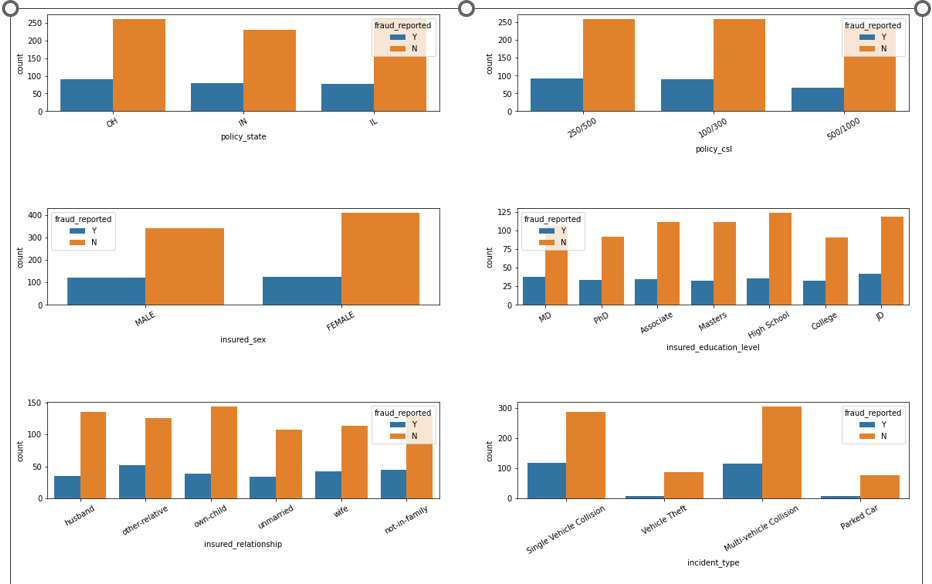 fraud_reported
Y
N
250
200
150
100
50
0
count
OH
IN
IL
policy_state
fraud_reported
Y
N
250
200
150
100
50
0
count
250/500
100/300
500/1000
policy_csl
fraud_reported
Y
N
400
300
200
100
0
count
MALE
FEMALE
insured_sex
fraud_reported
Y
N
125
100
75
50
25
0
count
MD
PhD
Associate
Masters
High School
College
JD
insured_education_level
fraud_reported
Y
N
150
100
50
0
count
husband
other-relative
own-child
unmarried
wife
not-in-family
insured_relationship
fraud_reported
Y
N
300
200
100
0
count
Single Vehicle Collision
Vehicle Theft
Multi-vehicle Collision
Parked Car
incident_type